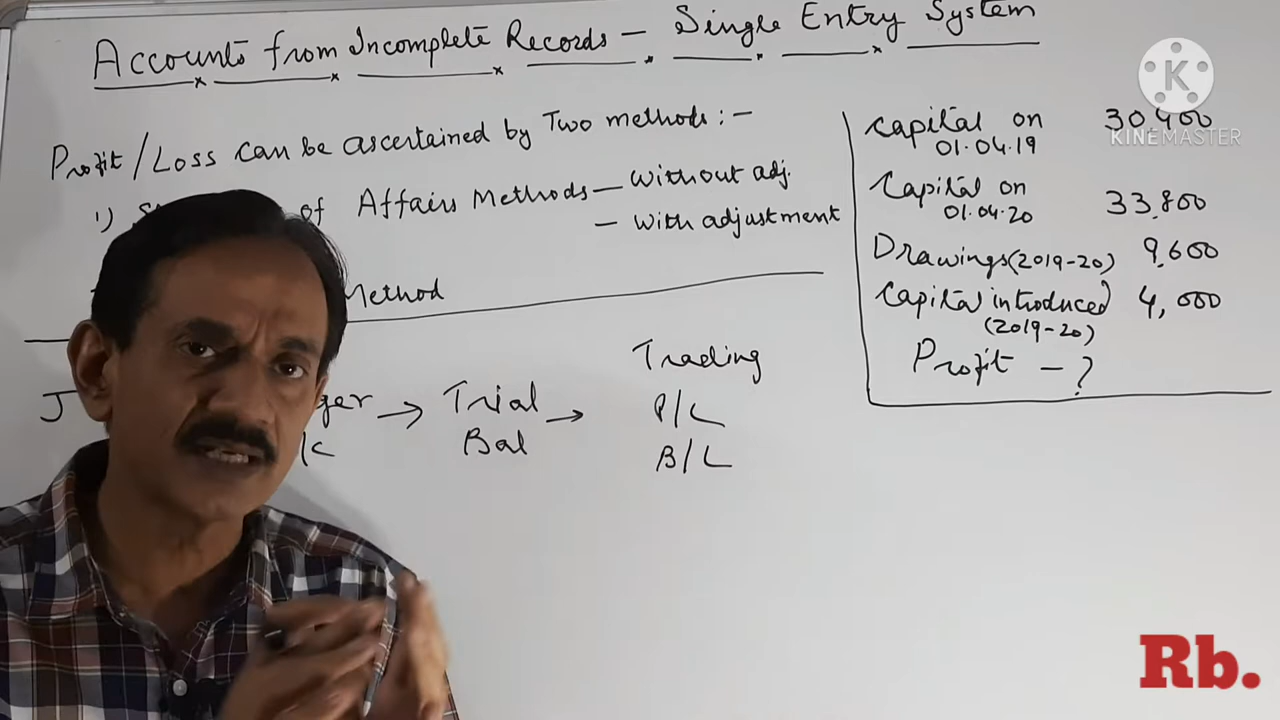 Accounts from Incomplete Records – Single Entry System
Profit/Loss can be ascertained by Two methods:-
1) of Affairs Methods – Without adj.
– With adjustment
Method
Trial Bal
Trading
P/L
B/L
Capital on 01.04.19 30,400
Capital on 01.04.20 33,800
Drawings(2019-20) 9,600
Capital introduced (2019-20) 4,000
Profit – ?
K
KINEMASTER
Rb.